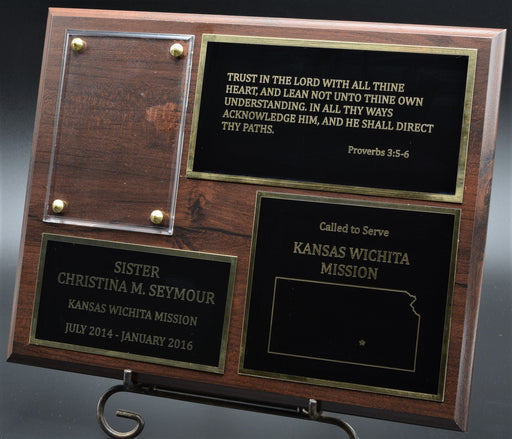 TRUST IN THE LORD WITH ALL THINE
HEART, AND LEAN NOT UNTO THINE OWN
UNDERSTANDING. IN ALL THY WAYS
ACKNOWLEDGE HIM, AND HE SHALL DIRECT
THY PATHS.
Proverbs 3:5-6
SISTER
CHRISTINA M. SEYMOUR
KANSAS WICHITA MISSION
JULY 2014 - JANUARY 2016
Called to Serve
KANSAS WICHITA
MISSION